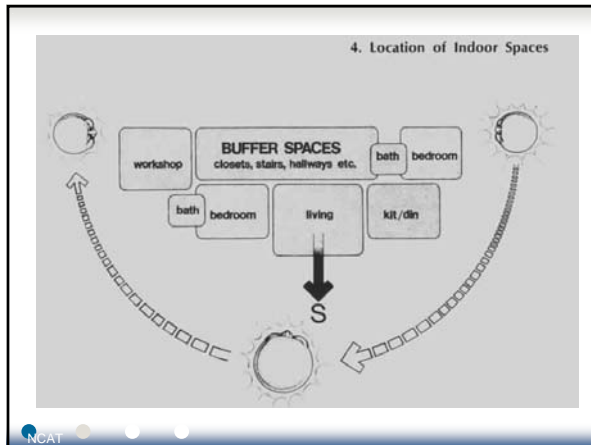 4. Location of Indoor Spaces
BUFFER SPACES
closets, stairs, hallways etc.
workshop
bath
bedroom
bath
bedroom
living
kit/din
S
NCAT